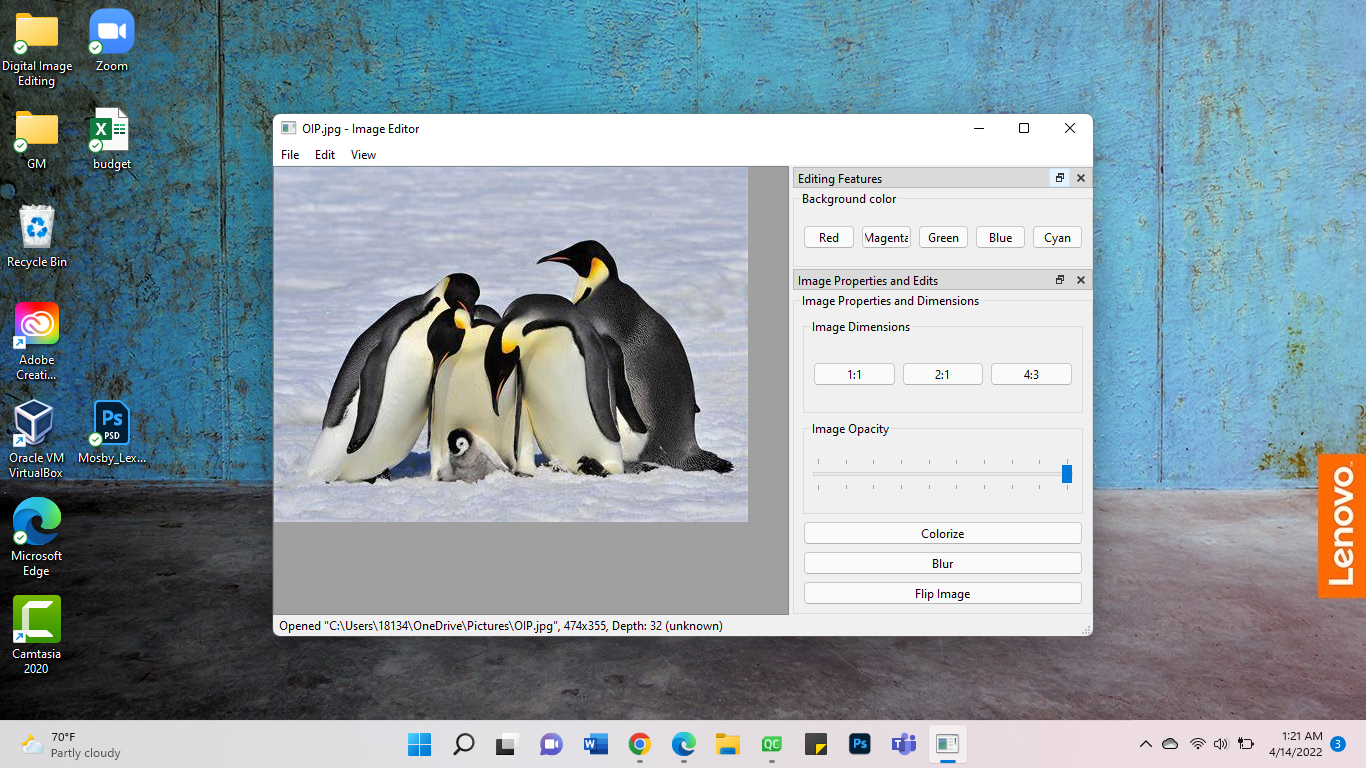 Digital Image
Editing
Zoom
GM
budget
Recycle Bin
Adobe
Creati...
Oracle VM
VirtualBox
Ps
PSD
Mosby_Lex...
Microsoft
Edge
Camtasia
2020
OIP.jpg - Image Editor
File Edit View
Editing Features
Background color
Red Magenta Green Blue Cyan
Image Properties and Edits
Image Properties and Dimensions
Image Dimensions
1:1 2:1 4:3
Image Opacity
Colorize
Blur
Flip Image
Opened "C:\Users\18134\OneDrive\Pictures\OIP.jpg", 474x355, Depth: 32 (unknown)
Lenovo
70°F
Partly cloudy
W
QC
Ps
T
1:21 AM
4/14/2022
3